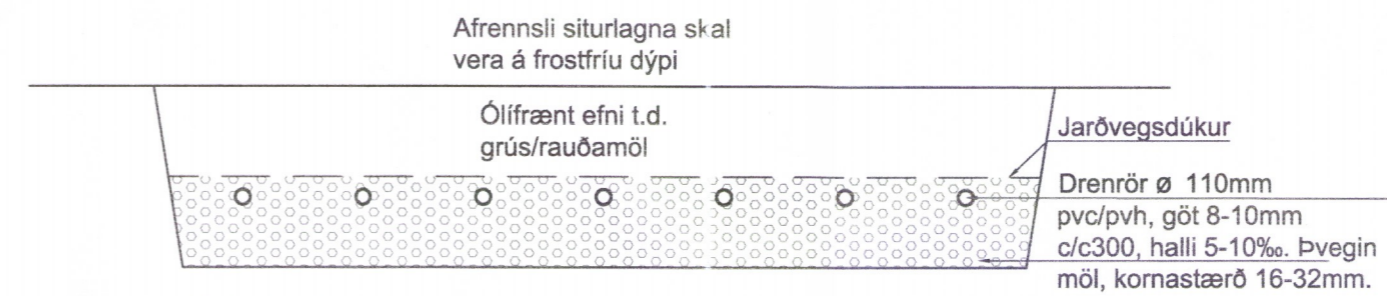 Afrennsli siturlagna skal
vera á frostfríu dýpi
Ólífrænt efni t.d.
grús/rauðamöl
Jarðvegsdúkur
Drenrör ø 110mm
pvc/pvh, göt 8-10mm
c/c300, halli 5-10‰. Þvegin
möl, kornastærð 16-32mm.